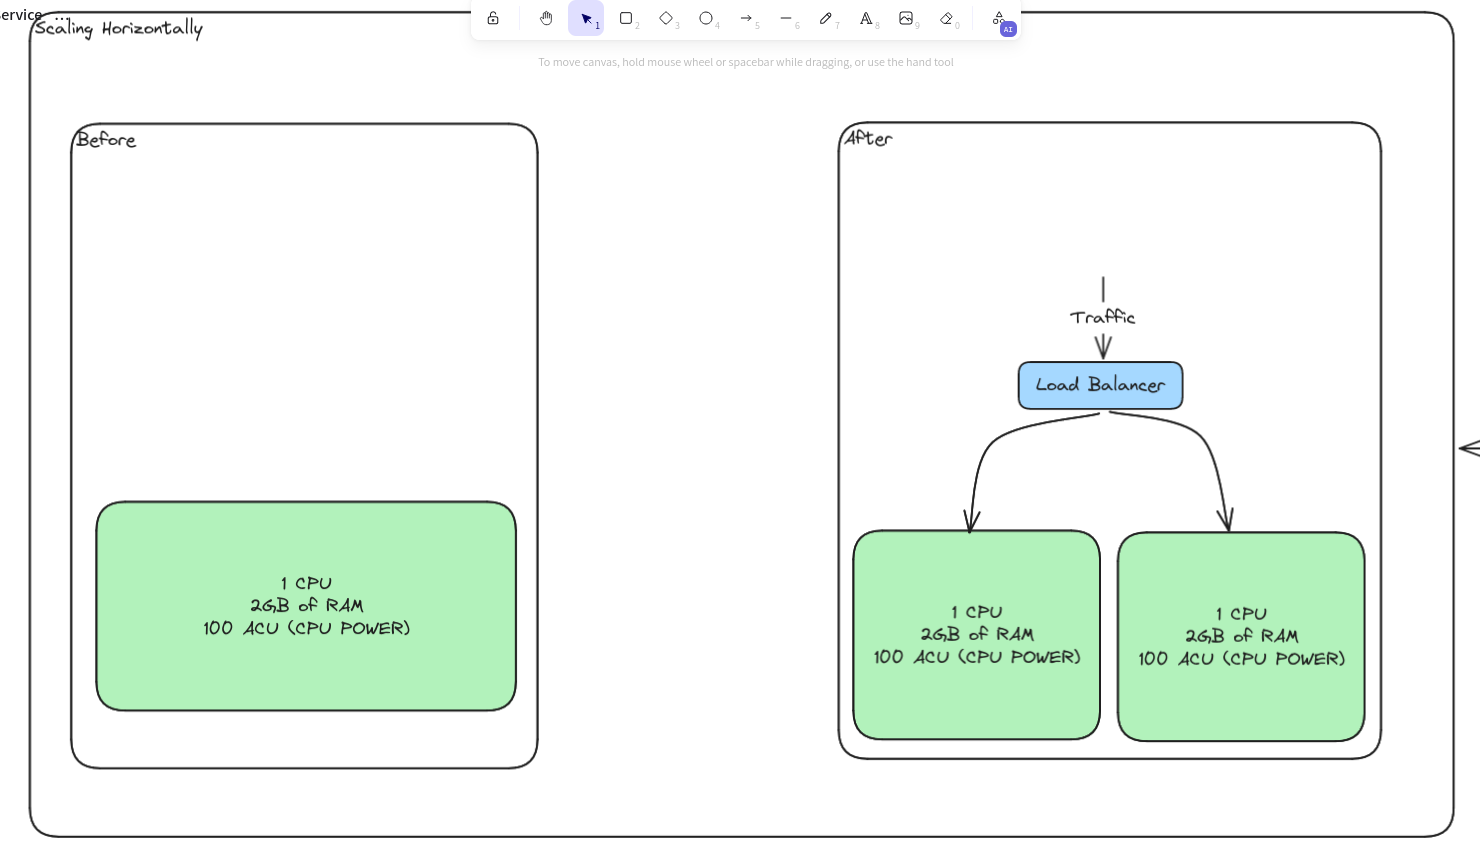 ervice ...
Scaling Horizontally
1
2
3
4
5
6
7
8
9
0
AI
To move canvas, hold mouse wheel or spacebar while dragging, or use the hand tool
Before
1 CPU
2GB of RAM
100 ACU (CPU POWER)
After
Traffic
Load Balancer
1 CPU
2GB of RAM
100 ACU (CPU POWER)
1 CPU
2GB of RAM
100 ACU (CPU POWER)